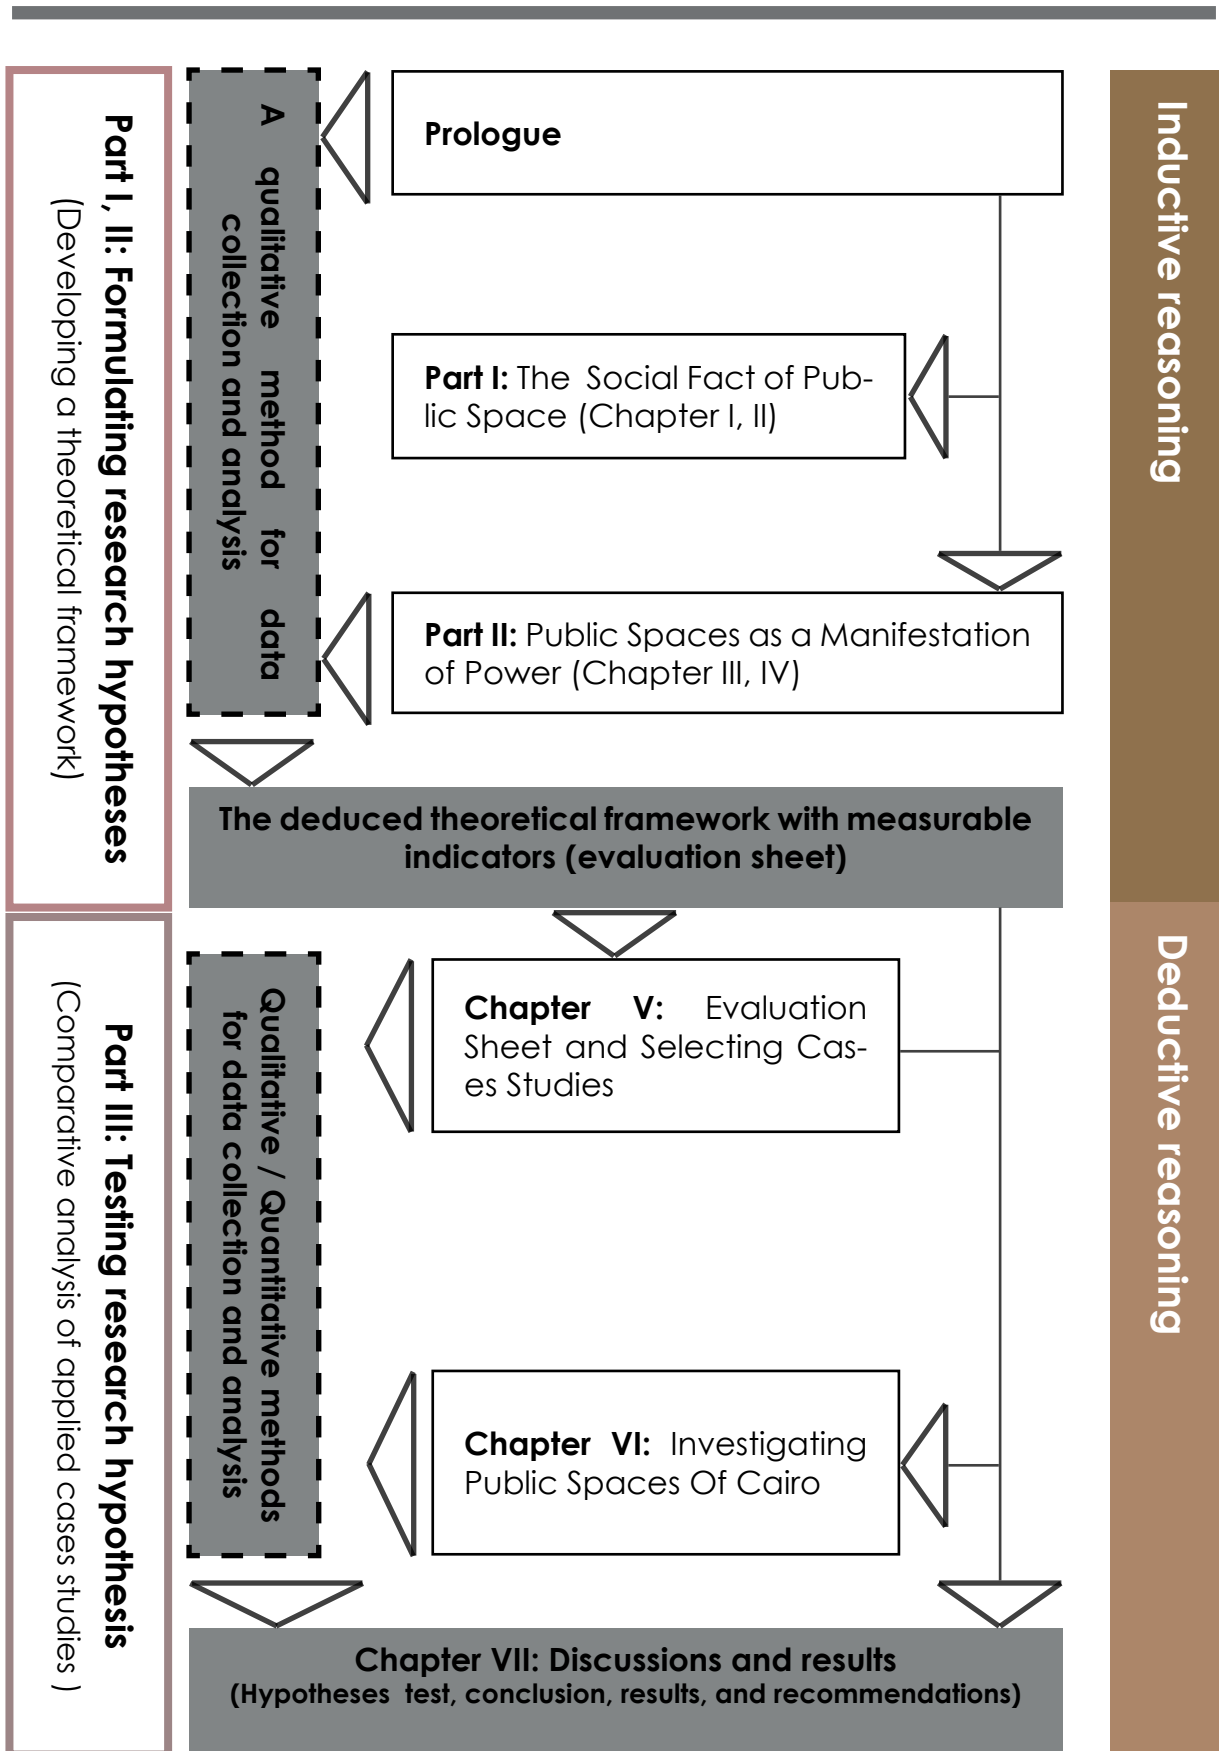 Part I, II: Formulating research hypotheses
(Developing a theoretical framework)
A qualitative method for data
collection and analysis
Prologue
Part I: The Social Fact of Pub-
lic Space (Chapter I, II)
Part II: Public Spaces as a Manifestation
of Power (Chapter III, IV)
Inductive reasoning
The deduced theoretical framework with measurable
indicators (evaluation sheet)
Part III: Testing research hypothesis
(Comparative analysis of applied cases studies )
Qualitative / Quantitative methods
for data collection and analysis
Chapter V: Evaluation
Sheet and Selecting Cas-
es Studies
Chapter VI: Investigating
Public Spaces Of Cairo
Deductive reasoning
Chapter VII: Discussions and results
(Hypotheses test, conclusion, results, and recommendations)